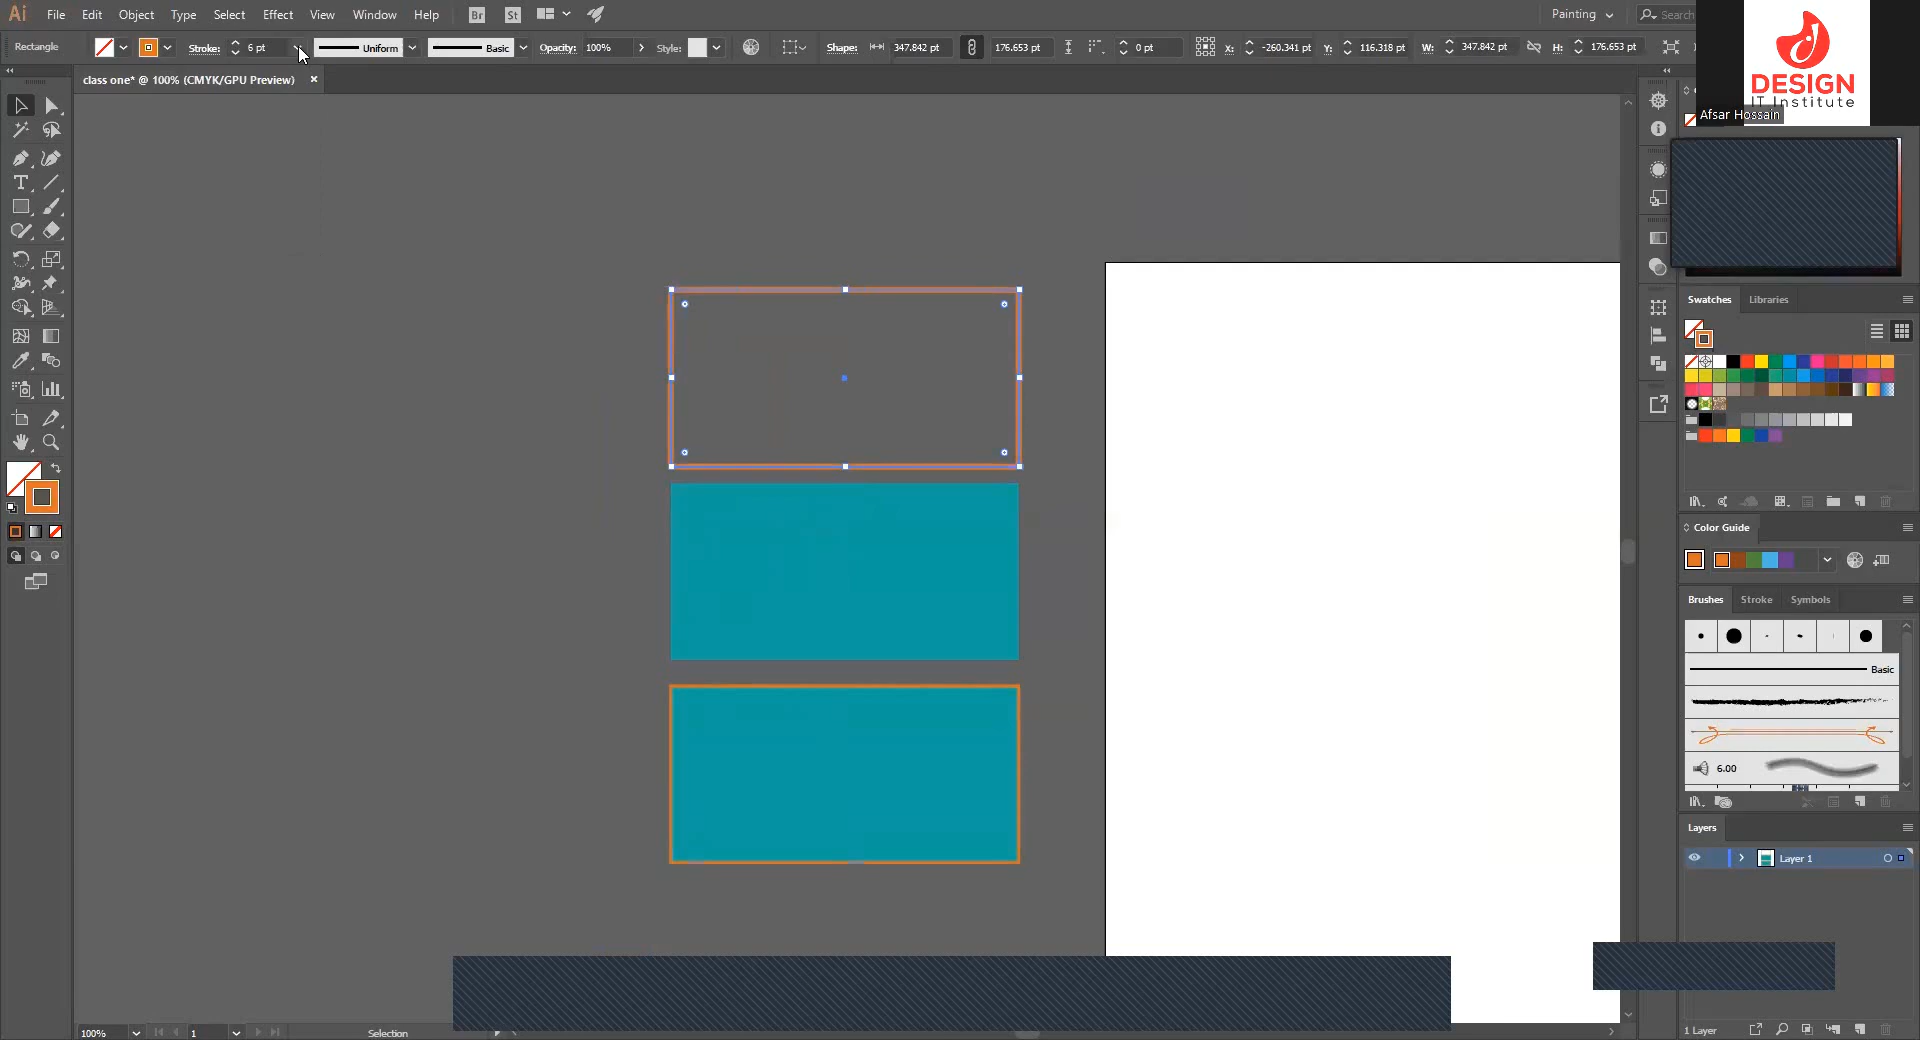 Ai File Edit Object Type Select Effect View Window Help Br St Painting Search
Rectangle Stroke: 6 pt Uniform Basic Opacity: 100% Style: Shape: 347.842 pt 176.653 pt 0 pt X: -260.341 pt Y: 116.318 pt W: 347.842 pt H: 176.653 pt
class one* @ 100% (CMYK/GPU Preview) ×
DESIGN
IT Institute
Afsar Hossain
Swatches Libraries
Color Guide
Brushes Stroke Symbols
Basic
6.00
Layers
Layer 1
100% 1 Selection 1 Layer